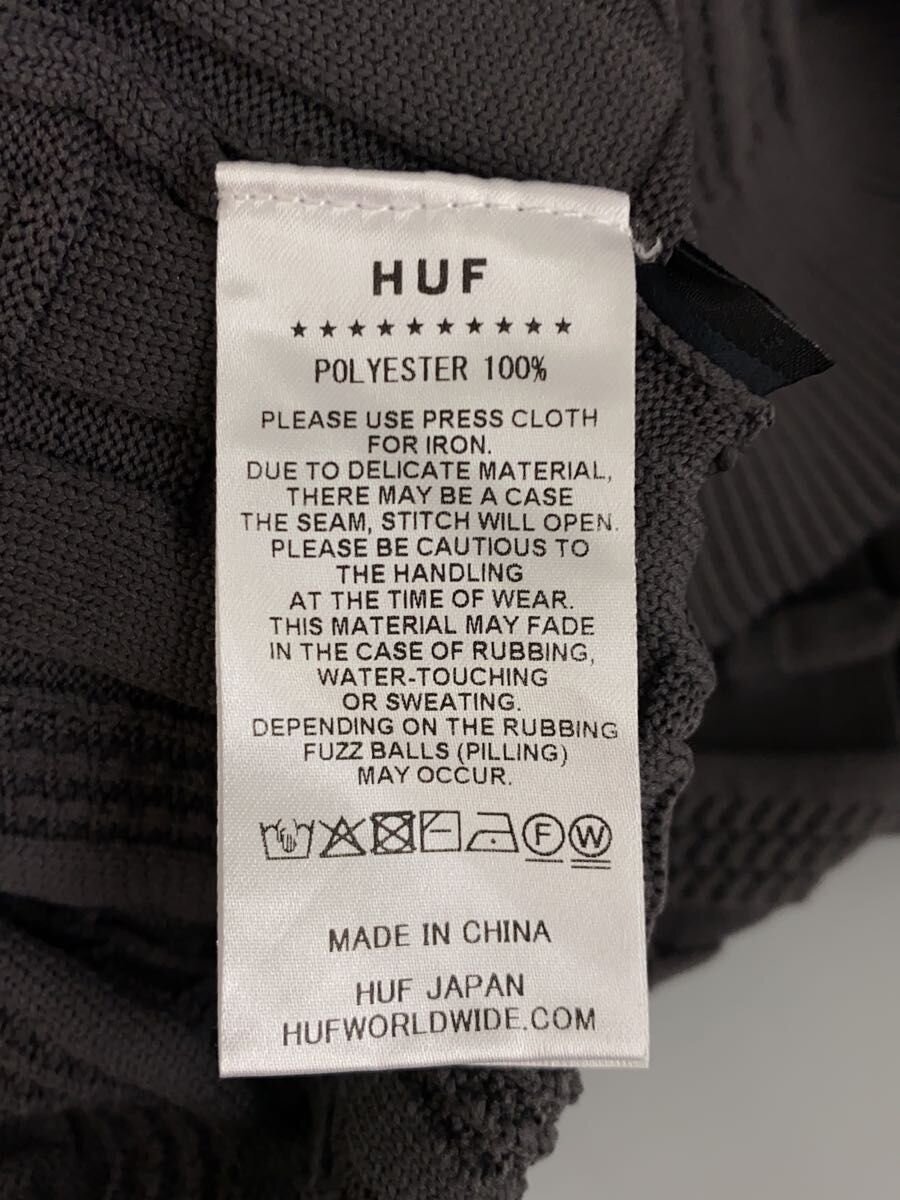 HUF
★★★★★★★★★★
POLYESTER 100%
PLEASE USE PRESS CLOTH
FOR IRON.
DUE TO DELICATE MATERIAL,
THERE MAY BE A CASE
THE SEAM, STITCH WILL OPEN.
PLEASE BE CAUTIOUS TO
THE HANDLING
AT THE TIME OF WEAR.
THIS MATERIAL MAY FADE
IN THE CASE OF RUBBING,
WATER-TOUCHING
OR SWEATING.
DEPENDING ON THE RUBBING
FUZZ BALLS (PILLING)
MAY OCCUR.
F W
MADE IN CHINA
HUF JAPAN
HUFWORLDWIDE.COM